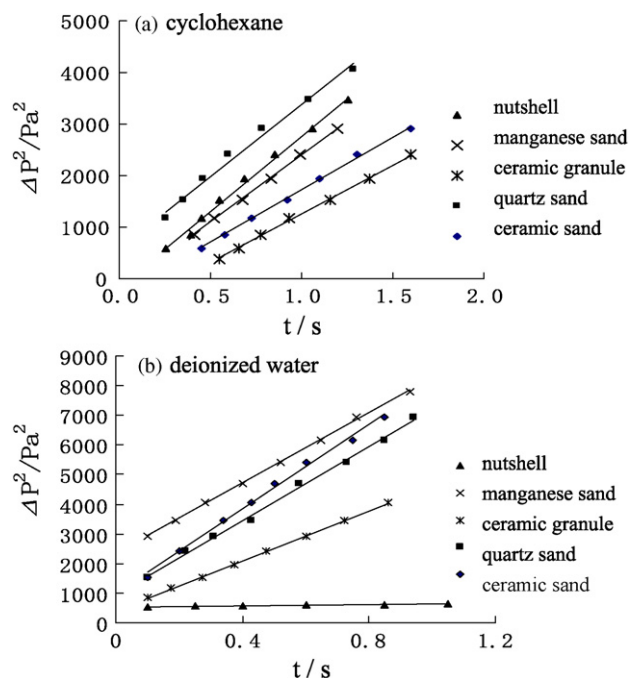 (a) cyclohexane
5000
4000
3000
2000
1000
0
ΔP²/Pa²
0.0 0.5 1.0 1.5 2.0
t / s
nutshell
manganese sand
ceramic granule
quartz sand
ceramic sand
(b) deionized water
9000
8000
7000
6000
5000
4000
3000
2000
1000
0
ΔP²/Pa²
0 0.4 0.8 1.2
t / s
nutshell
manganese sand
ceramic granule
quartz sand
ceramic sand